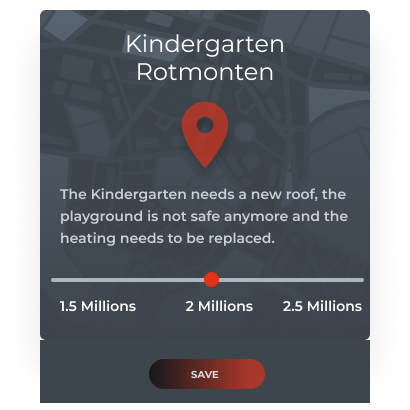 Kindergarten
Rotmonten
The Kindergarten needs a new roof, the
playground is not safe anymore and the
heating needs to be replaced.
1.5 Millions 2 Millions 2.5 Millions
SAVE